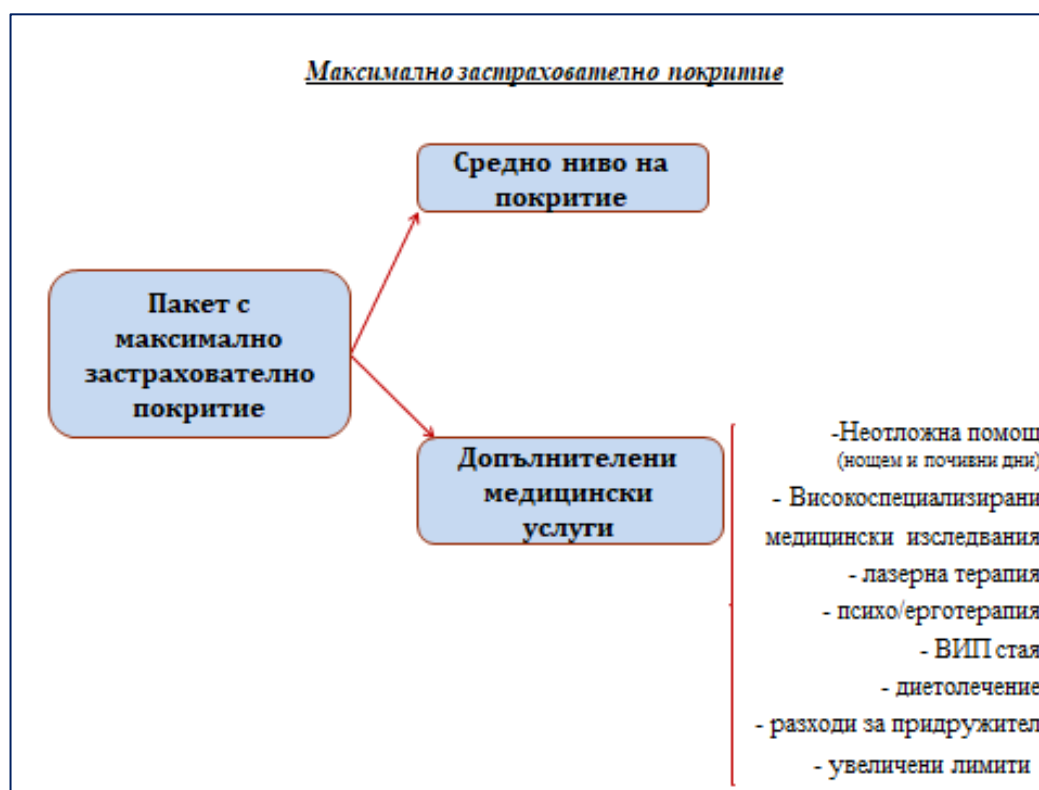 Максимално застрахователно покритие
Средно ниво на
покритие
Пакет с
максимално
застрахователно
покритие
Допълнителени
медицински
услуги
-Неотложна помощ
(нощем и почивни дни)
- Високоспециализирани
медицински изследвания
- лазерна терапия
- психо/ерготерапия
- ВИП стая
- диетолечение
- разходи за придружител
- увеличени лимити